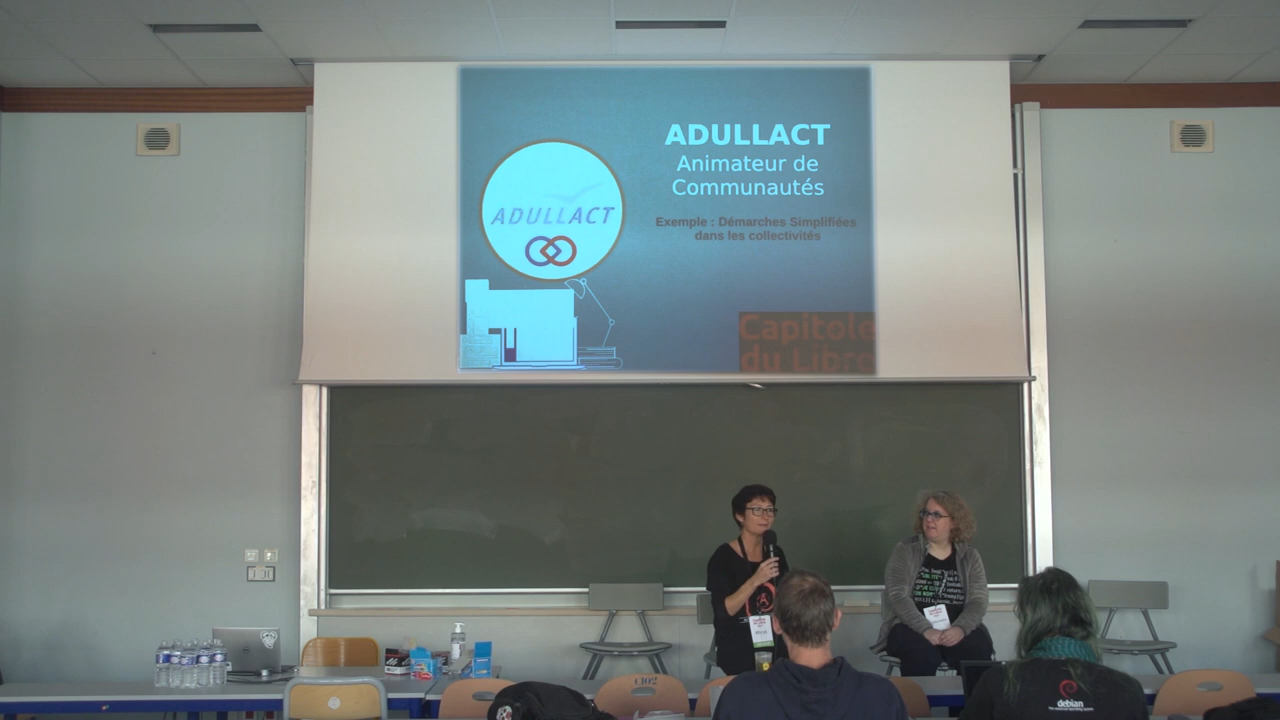 ADULLACT
Animateur de
Communautés
Exemple : Démarches Simplifiées
dans les collectivités
ADULLACT
Capitole
du Libre
debian